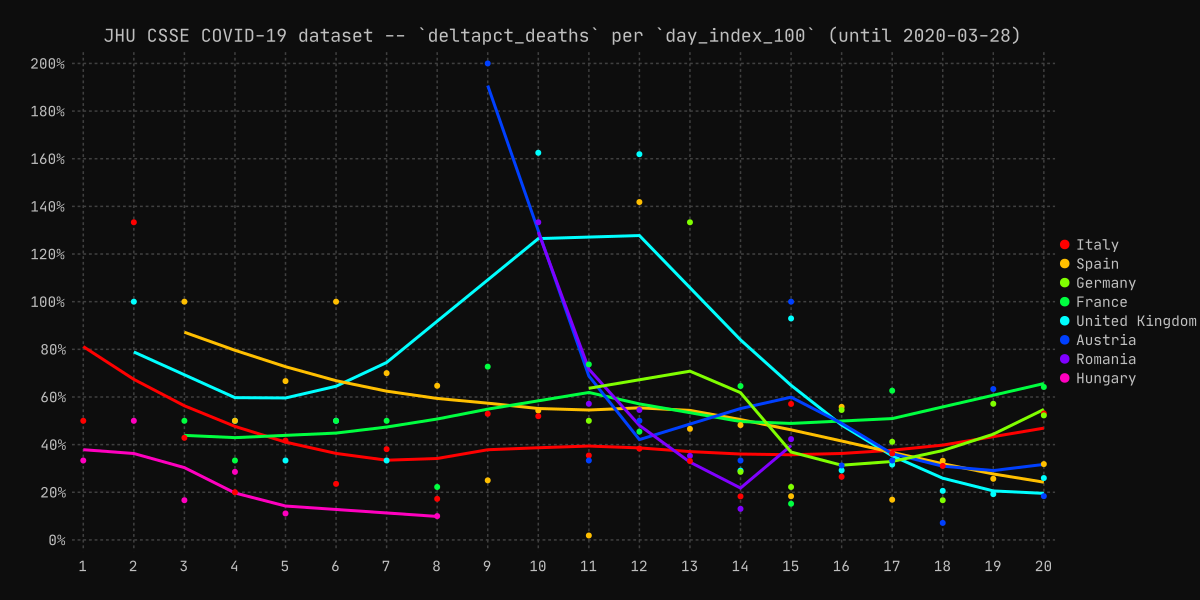 JHU CSSE COVID-19 dataset -- `deltapct_deaths` per `day_index_100` (until 2020-03-28)
200%
180%
160%
140%
120%
100%
80%
60%
40%
20%
0%
1 2 3 4 5 6 7 8 9 10 11 12 13 14 15 16 17 18 19 20
Italy
Spain
Germany
France
United Kingdom
Austria
Romania
Hungary